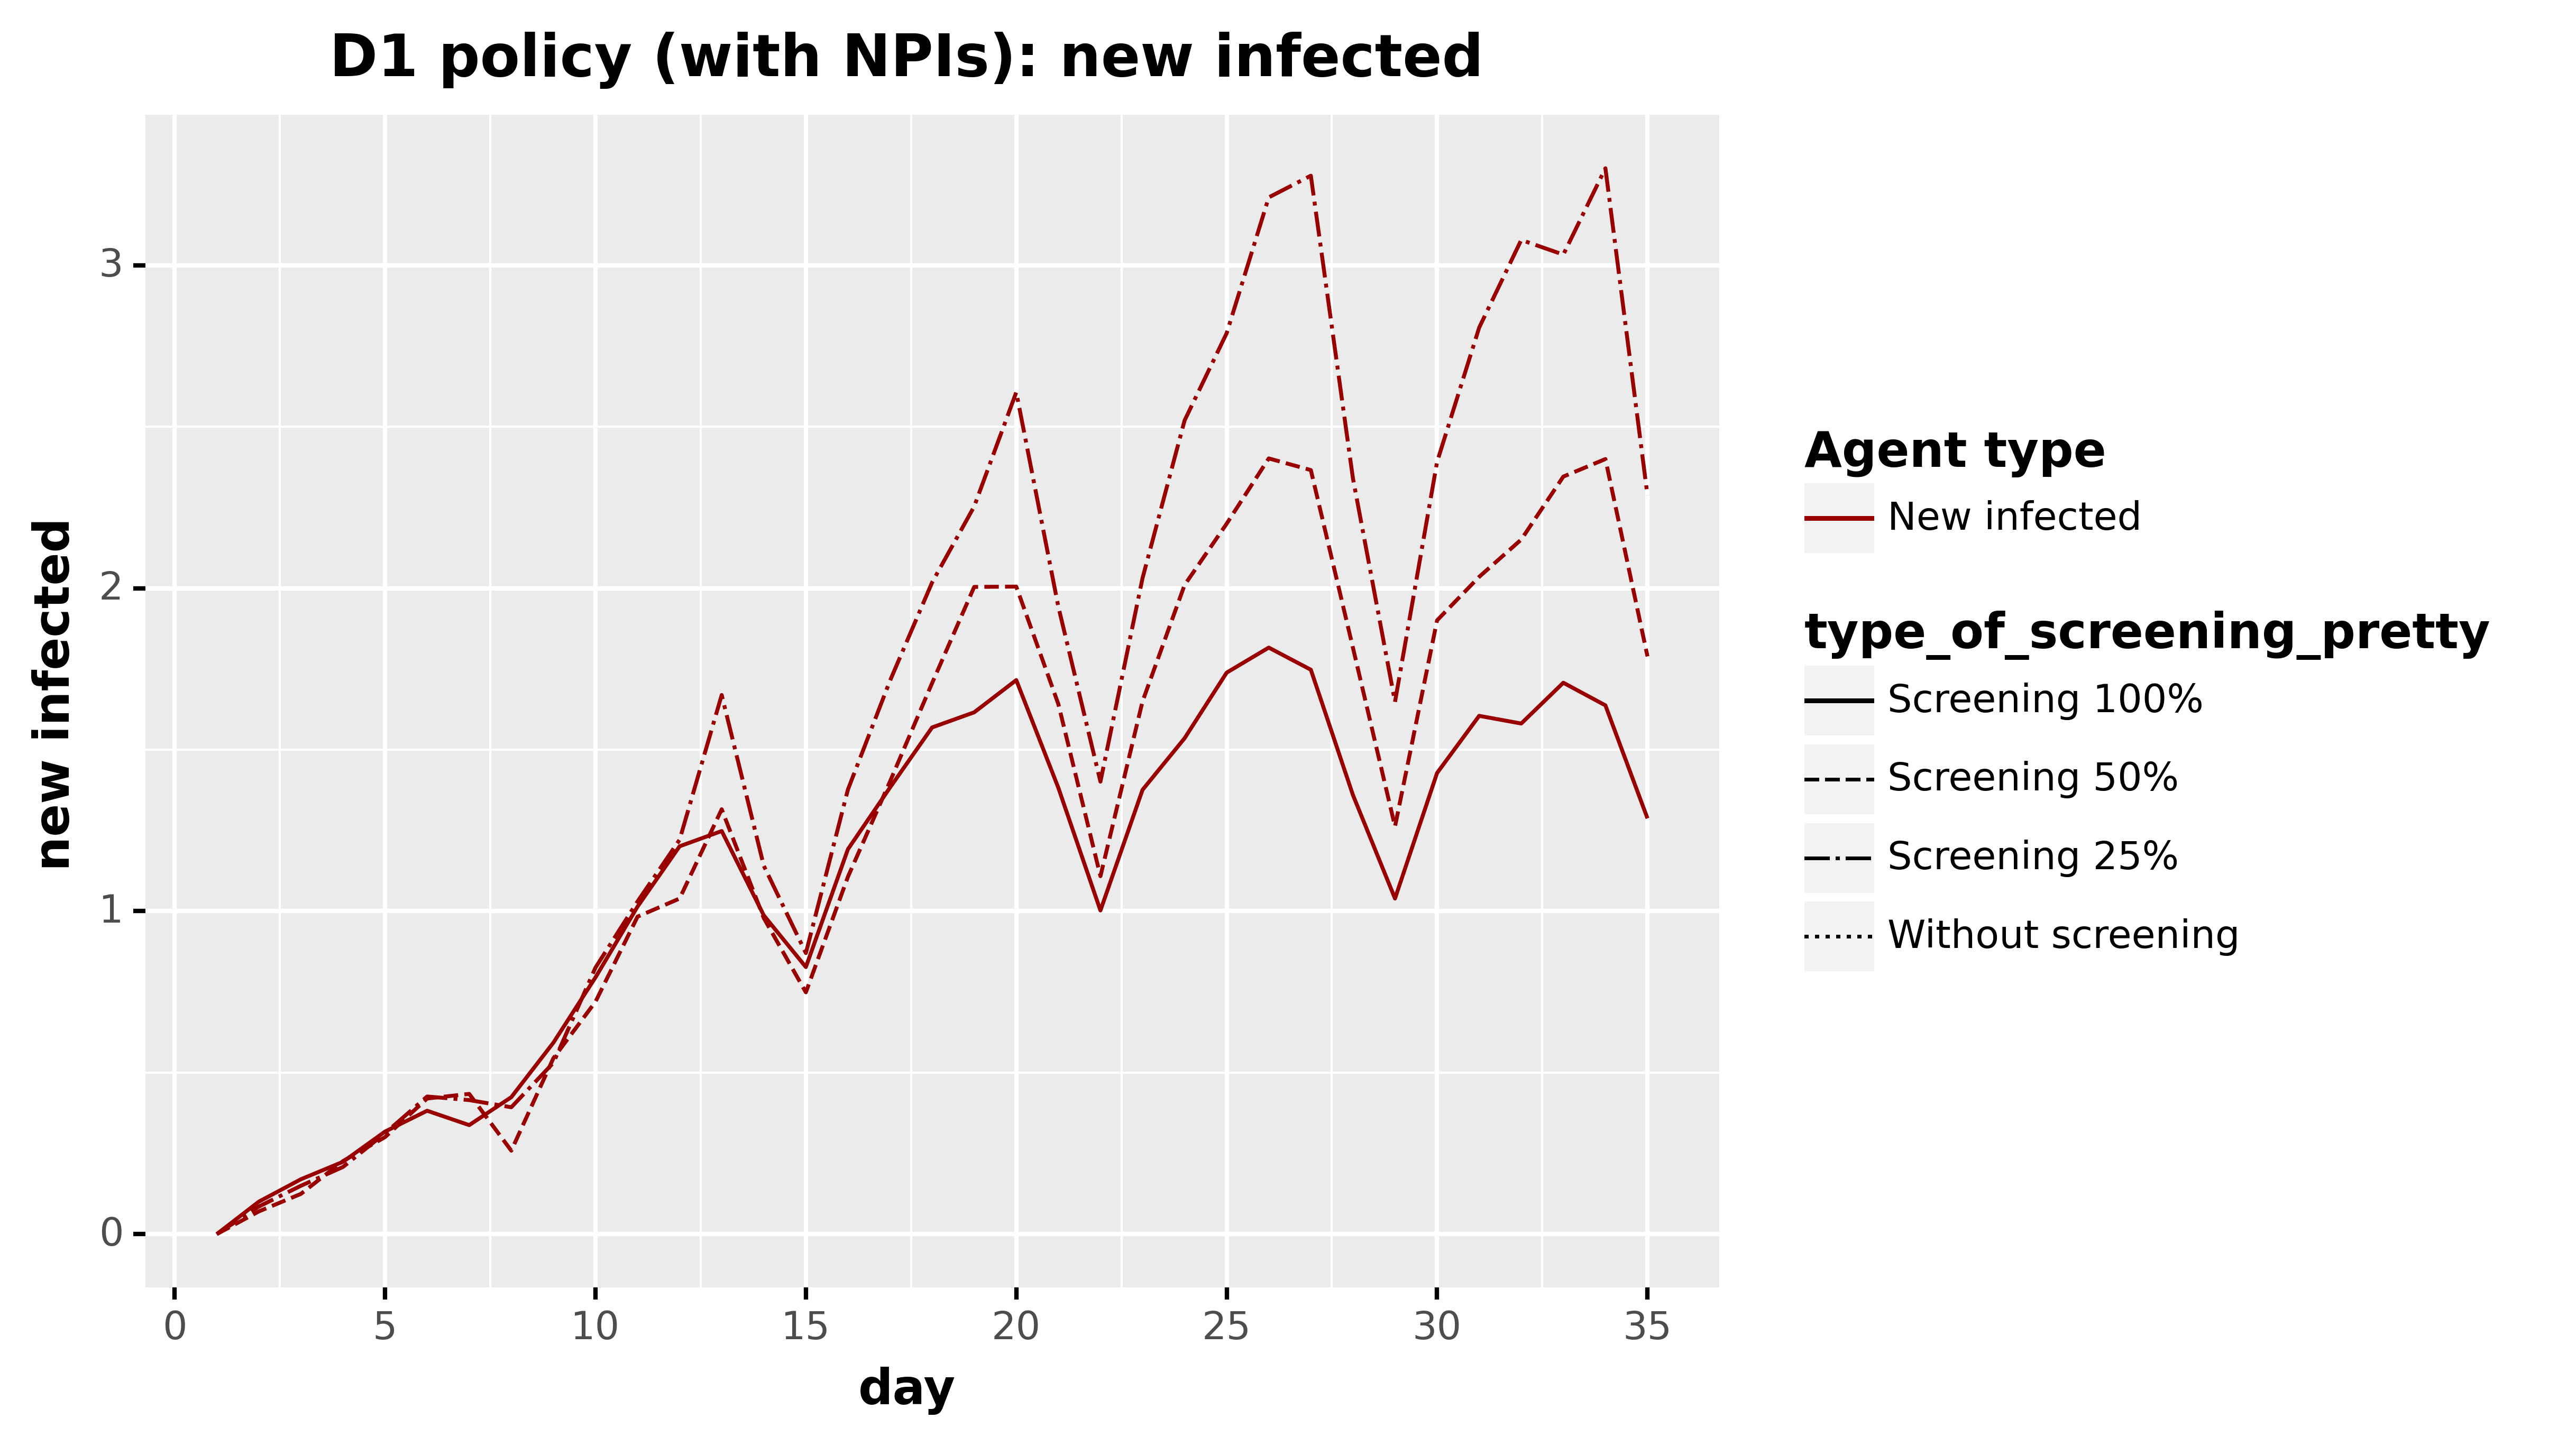 D1 policy (with NPIs): new infected
new infected
3
2
1
0
0 5 10 15 20 25 30 35
day
Agent type
New infected
type_of_screening_pretty
Screening 100%
Screening 50%
Screening 25%
Without screening